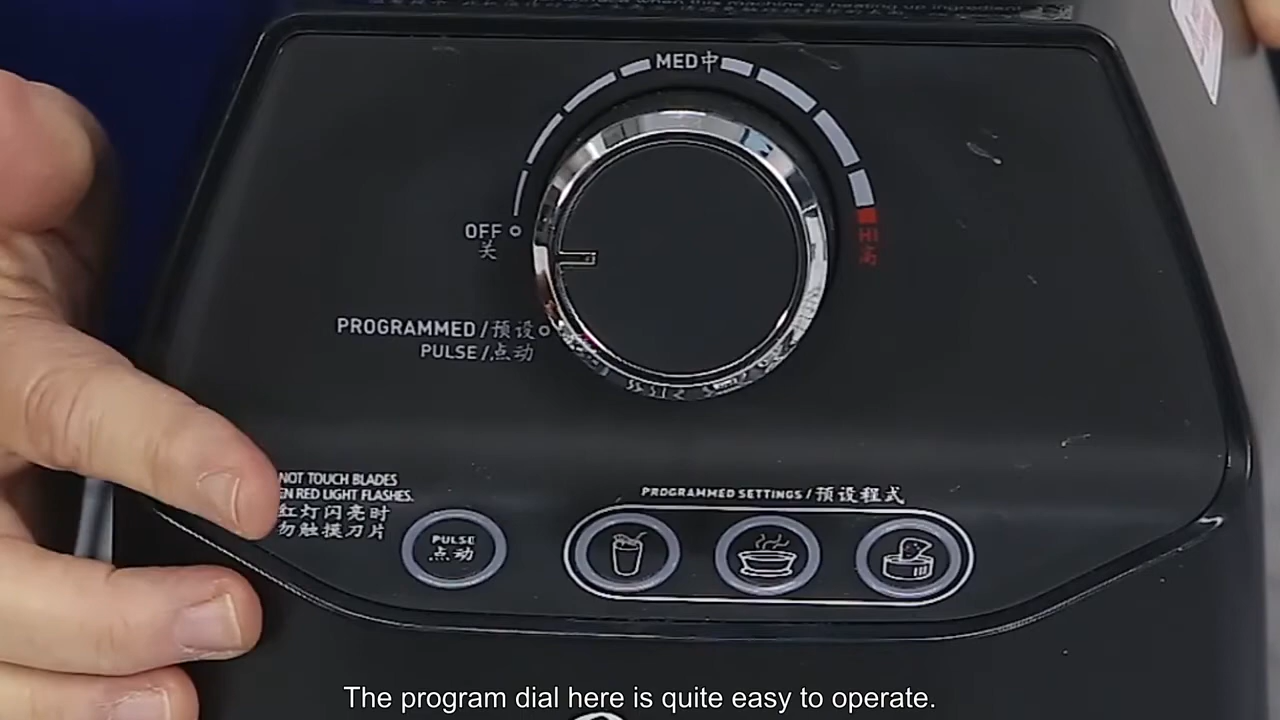 MED中
OFF
关
HI
高
PROGRAMMED/预设
PULSE/点动
NOT TOUCH BLADES
RED LIGHT FLASHES.
红灯闪亮时
勿触摸刀片
PULSE
点动
PROGRAMMED SETTINGS / 预设程式
The program dial here is quite easy to operate.